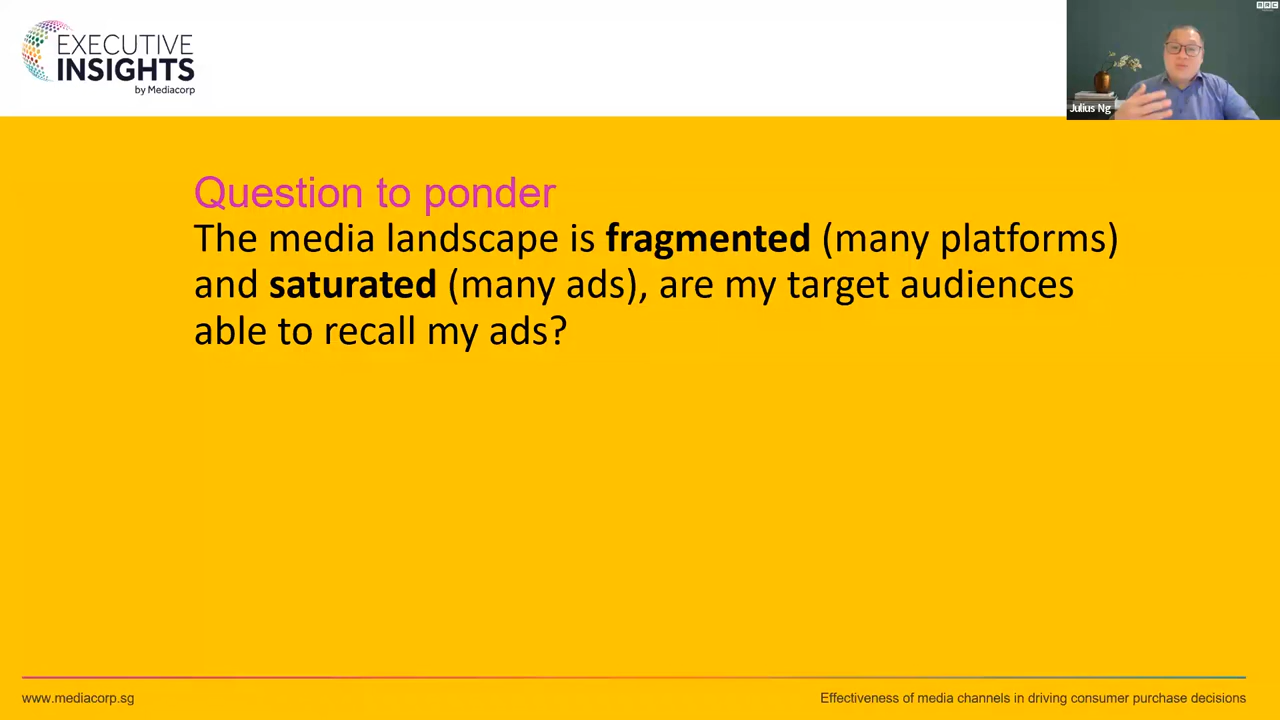 EXECUTIVE
INSIGHTS
by Mediacorp
Julius Ng
Question to ponder
The media landscape is fragmented (many platforms)
and saturated (many ads), are my target audiences
able to recall my ads?
www.mediacorp.sg
Effectiveness of media channels in driving consumer purchase decisions